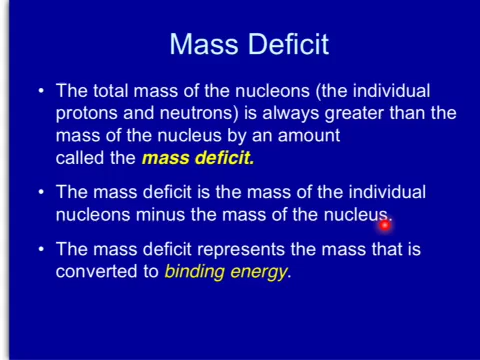 Mass Deficit
• The total mass of the nucleons (the individual
protons and neutrons) is always greater than the
mass of the nucleus by an amount
called the mass deficit.
• The mass deficit is the mass of the individual
nucleons minus the mass of the nucleus.
• The mass deficit represents the mass that is
converted to binding energy.